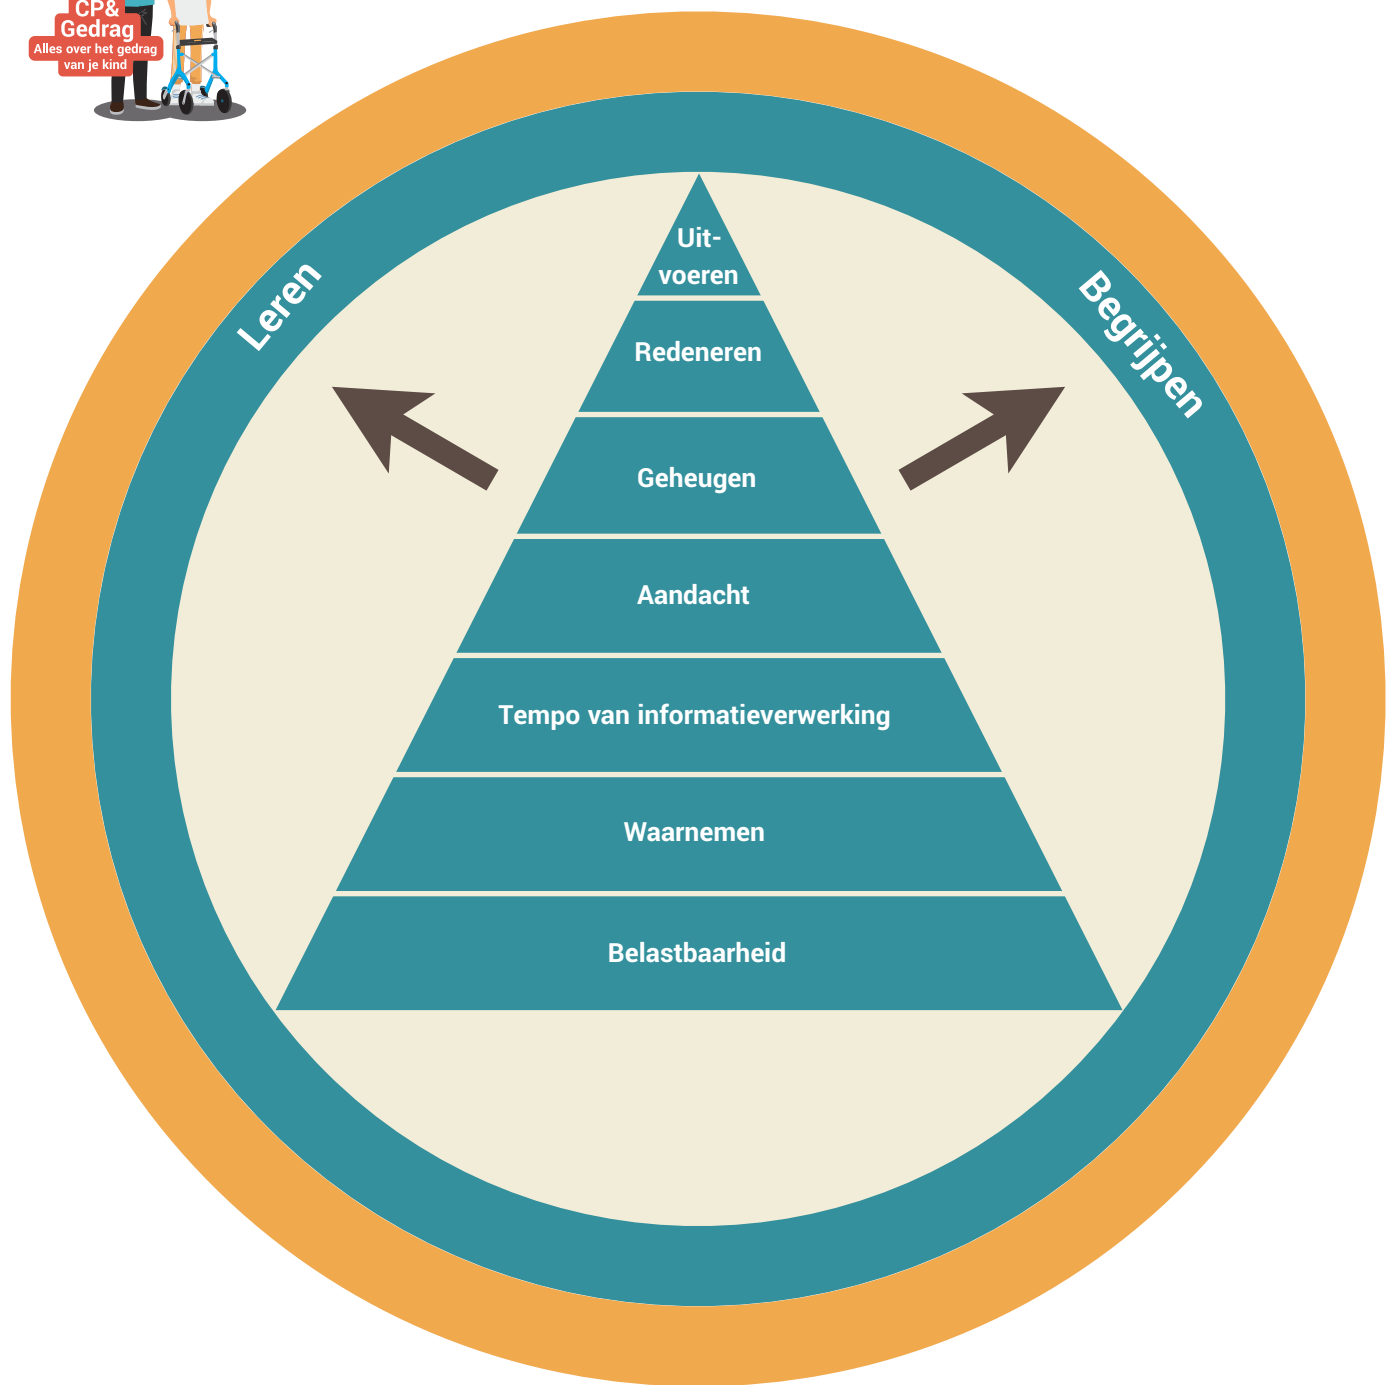 CP&
Gedrag
Alles over het gedrag
van je kind
Leren
Begrijpen
Uit-
voeren
Redeneren
Geheugen
Aandacht
Tempo van informatieverwerking
Waarnemen
Belastbaarheid